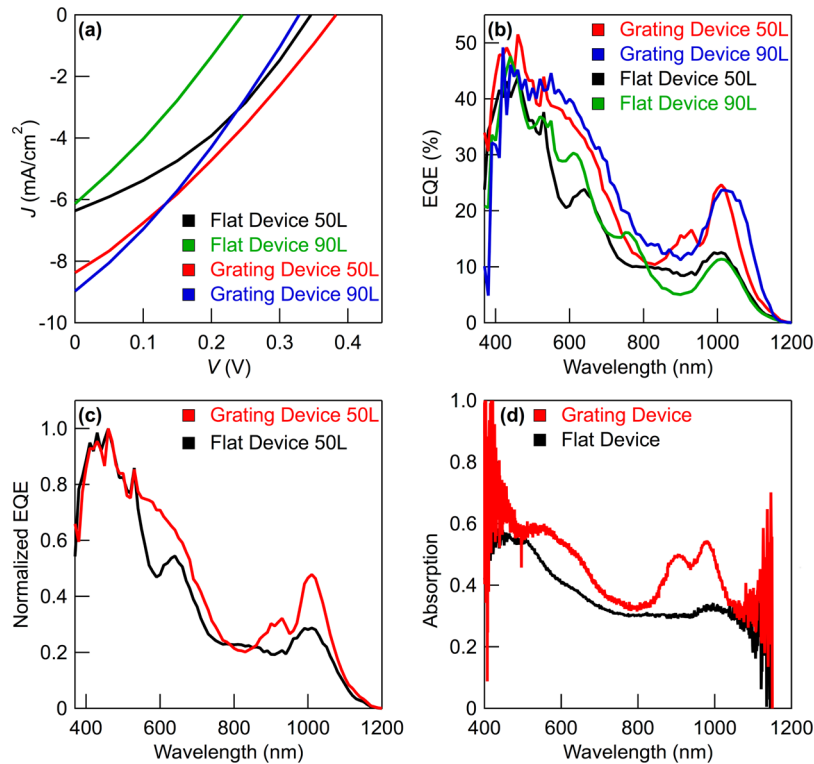 (a)
0
-2
-4
-6
-8
-10
J (mA/cm²)
0
0.1
0.2
0.3
0.4
V (V)
Flat Device 50L
Flat Device 90L
Grating Device 50L
Grating Device 90L
(b)
50
40
30
20
10
0
EQE (%)
400
600
800
1000
1200
Wavelength (nm)
Grating Device 50L
Grating Device 90L
Flat Device 50L
Flat Device 90L
(c)
1.0
0.8
0.6
0.4
0.2
0
Normalized EQE
400
600
800
1000
1200
Wavelength (nm)
Grating Device 50L
Flat Device 50L
(d)
1.0
0.8
0.6
0.4
0.2
0
Absorption
400
600
800
1000
1200
Wavelength (nm)
Grating Device
Flat Device